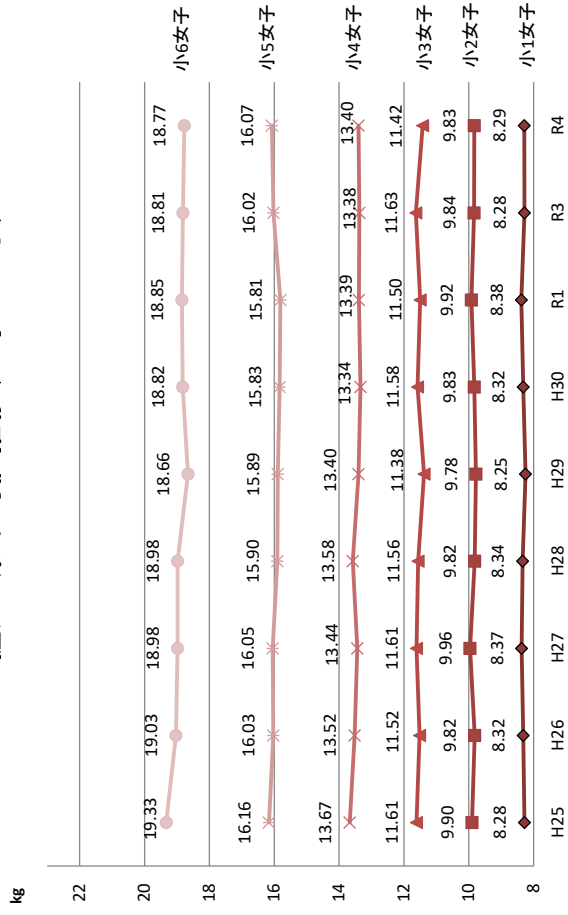 kg
22
20
18
16
14
12
10
8
19.33 19.03 18.98 18.98 18.66 18.82 18.85 18.81 18.77 小6女子
16.16 16.03 16.05 15.90 15.89 15.83 15.81 16.02 16.07 小5女子
13.67 13.52 13.44 13.58 13.40 13.34 13.39 13.38 13.40 小4女子
11.61 11.52 11.61 11.56 11.38 11.58 11.50 11.63 11.42 小3女子
9.90 9.82 9.96 9.82 9.78 9.83 9.92 9.84 9.83 小2女子
8.28 8.32 8.37 8.34 8.25 8.32 8.38 8.28 8.29 小1女子
H25 H26 H27 H28 H29 H30 R1 R3 R4